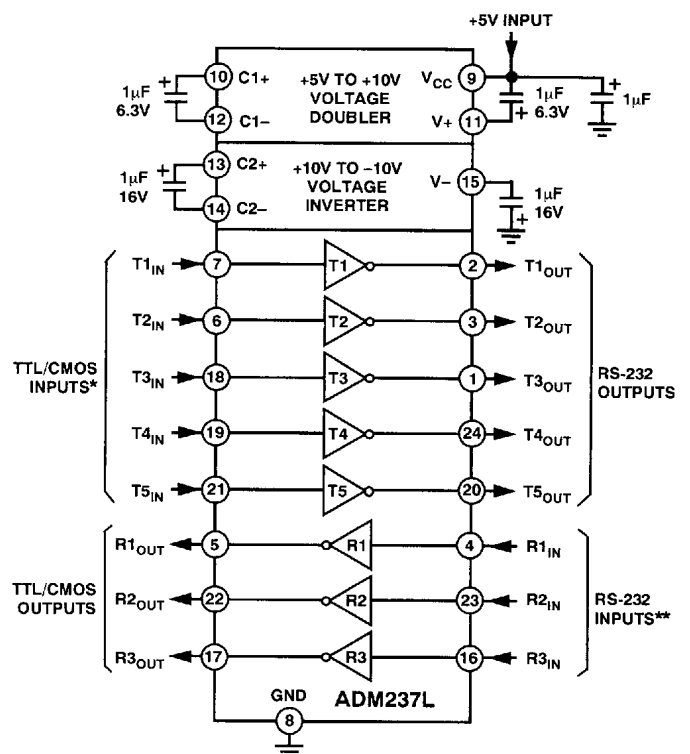 +5V INPUT
10 C1+ +5V TO +10V VCC 9
1µF 6.3V VOLTAGE 1µF 6.3V 1µF
12 C1– DOUBLER V+ 11
13 C2+ +10V TO –10V
1µF 16V VOLTAGE V– 15 1µF 16V
14 C2– INVERTER
T1IN 7 T1 2 T1OUT
T2IN 6 T2 3 T2OUT
TTL/CMOS INPUTS* T3IN 18 T3 1 T3OUT RS-232 OUTPUTS
T4IN 19 T4 24 T4OUT
T5IN 21 T5 20 T5OUT
R1OUT 5 R1 4 R1IN
TTL/CMOS OUTPUTS R2OUT 22 R2 23 R2IN RS-232 INPUTS**
R3OUT 17 R3 16 R3IN
GND ADM237L
8